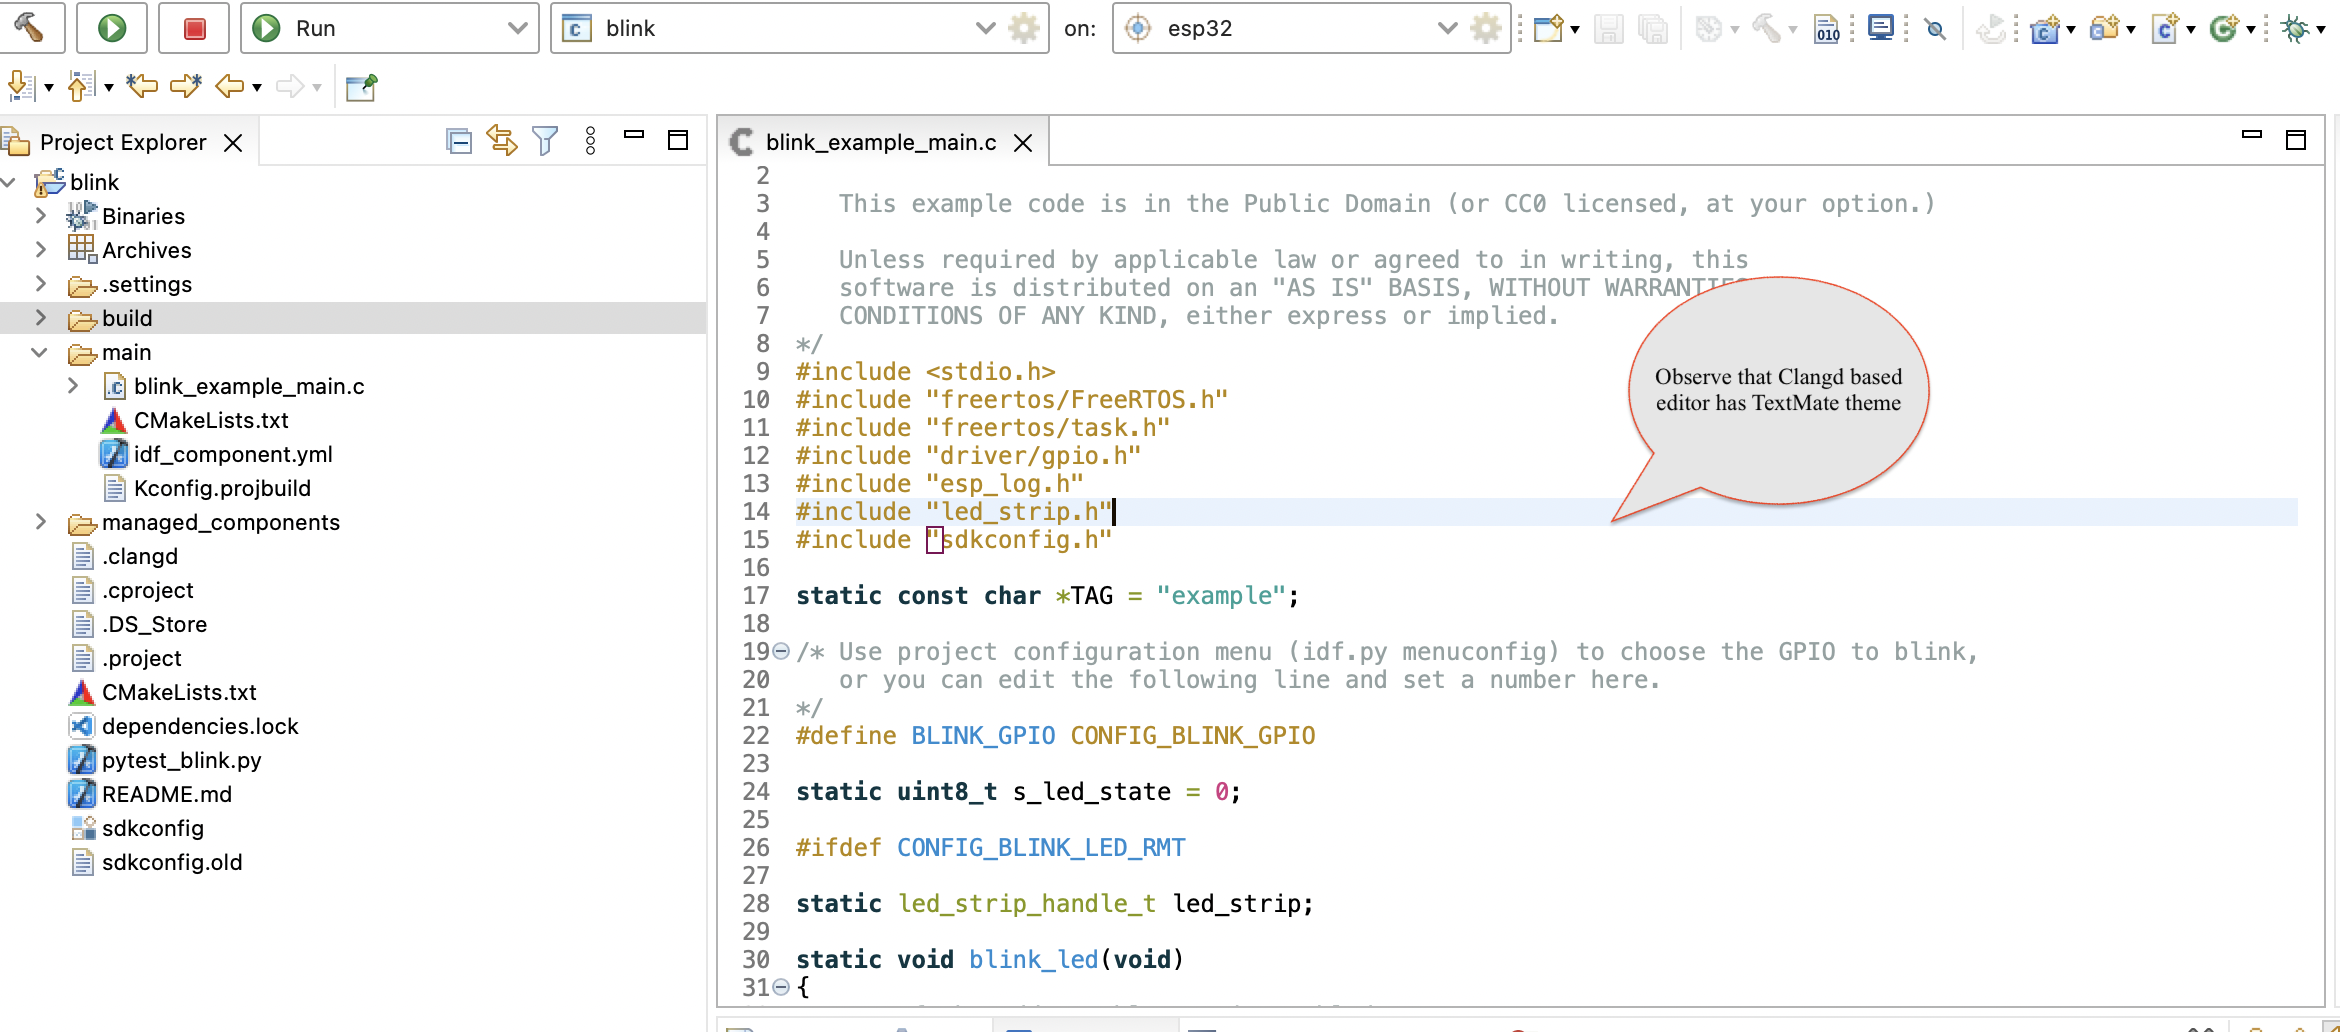 Run
blink
on:
esp32
010
Project Explorer
blink
Binaries
Archives
.settings
build
main
blink_example_main.c
CMakeLists.txt
idf_component.yml
Kconfig.projbuild
managed_components
.clangd
.cproject
.DS_Store
.project
CMakeLists.txt
dependencies.lock
pytest_blink.py
README.md
sdkconfig
sdkconfig.old
blink_example_main.c
2
3 This example code is in the Public Domain (or CC0 licensed, at your option.)
4
5 Unless required by applicable law or agreed to in writing, this
6 software is distributed on an "AS IS" BASIS, WITHOUT WARRANTIES
7 CONDITIONS OF ANY KIND, either express or implied.
8 */
9 #include <stdio.h>
10 #include "freertos/FreeRTOS.h"
11 #include "freertos/task.h"
12 #include "driver/gpio.h"
13 #include "esp_log.h"
14 #include "led_strip.h"
15 #include "sdkconfig.h"
16
17 static const char *TAG = "example";
18
19 /* Use project configuration menu (idf.py menuconfig) to choose the GPIO to blink,
20 or you can edit the following line and set a number here.
21 */
22 #define BLINK_GPIO CONFIG_BLINK_GPIO
23
24 static uint8_t s_led_state = 0;
25
26 #ifdef CONFIG_BLINK_LED_RMT
27
28 static led_strip_handle_t led_strip;
29
30 static void blink_led(void)
31 {
Observe that Clangd based
editor has TextMate theme